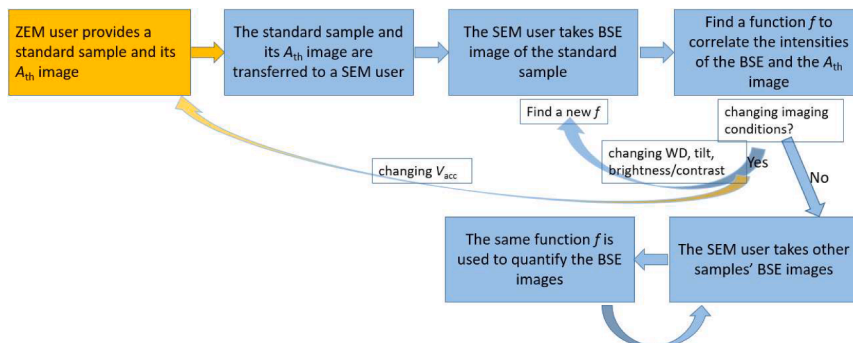 ZEM user provides a
standard sample and its
Ath image
The standard sample and
its Ath image are
transferred to a SEM user
The SEM user takes BSE
image of the standard
sample
Find a function f to
correlate the intensities
of the BSE and the Ath
image
Find a new f
changing imaging
conditions?
changing WD, tilt,
brightness/contrast
Yes
changing Vacc
No
The same function f is
used to quantify the BSE
images
The SEM user takes other
samples’ BSE images